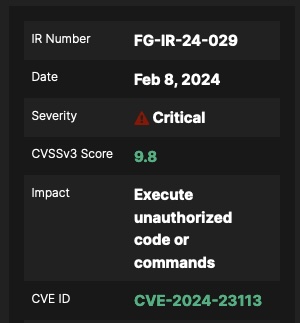 IR Number FG-IR-24-029
Date Feb 8, 2024
Severity Critical
CVSSv3 Score 9.8
Impact Execute
unauthorized
code or
commands
CVE ID CVE-2024-23113